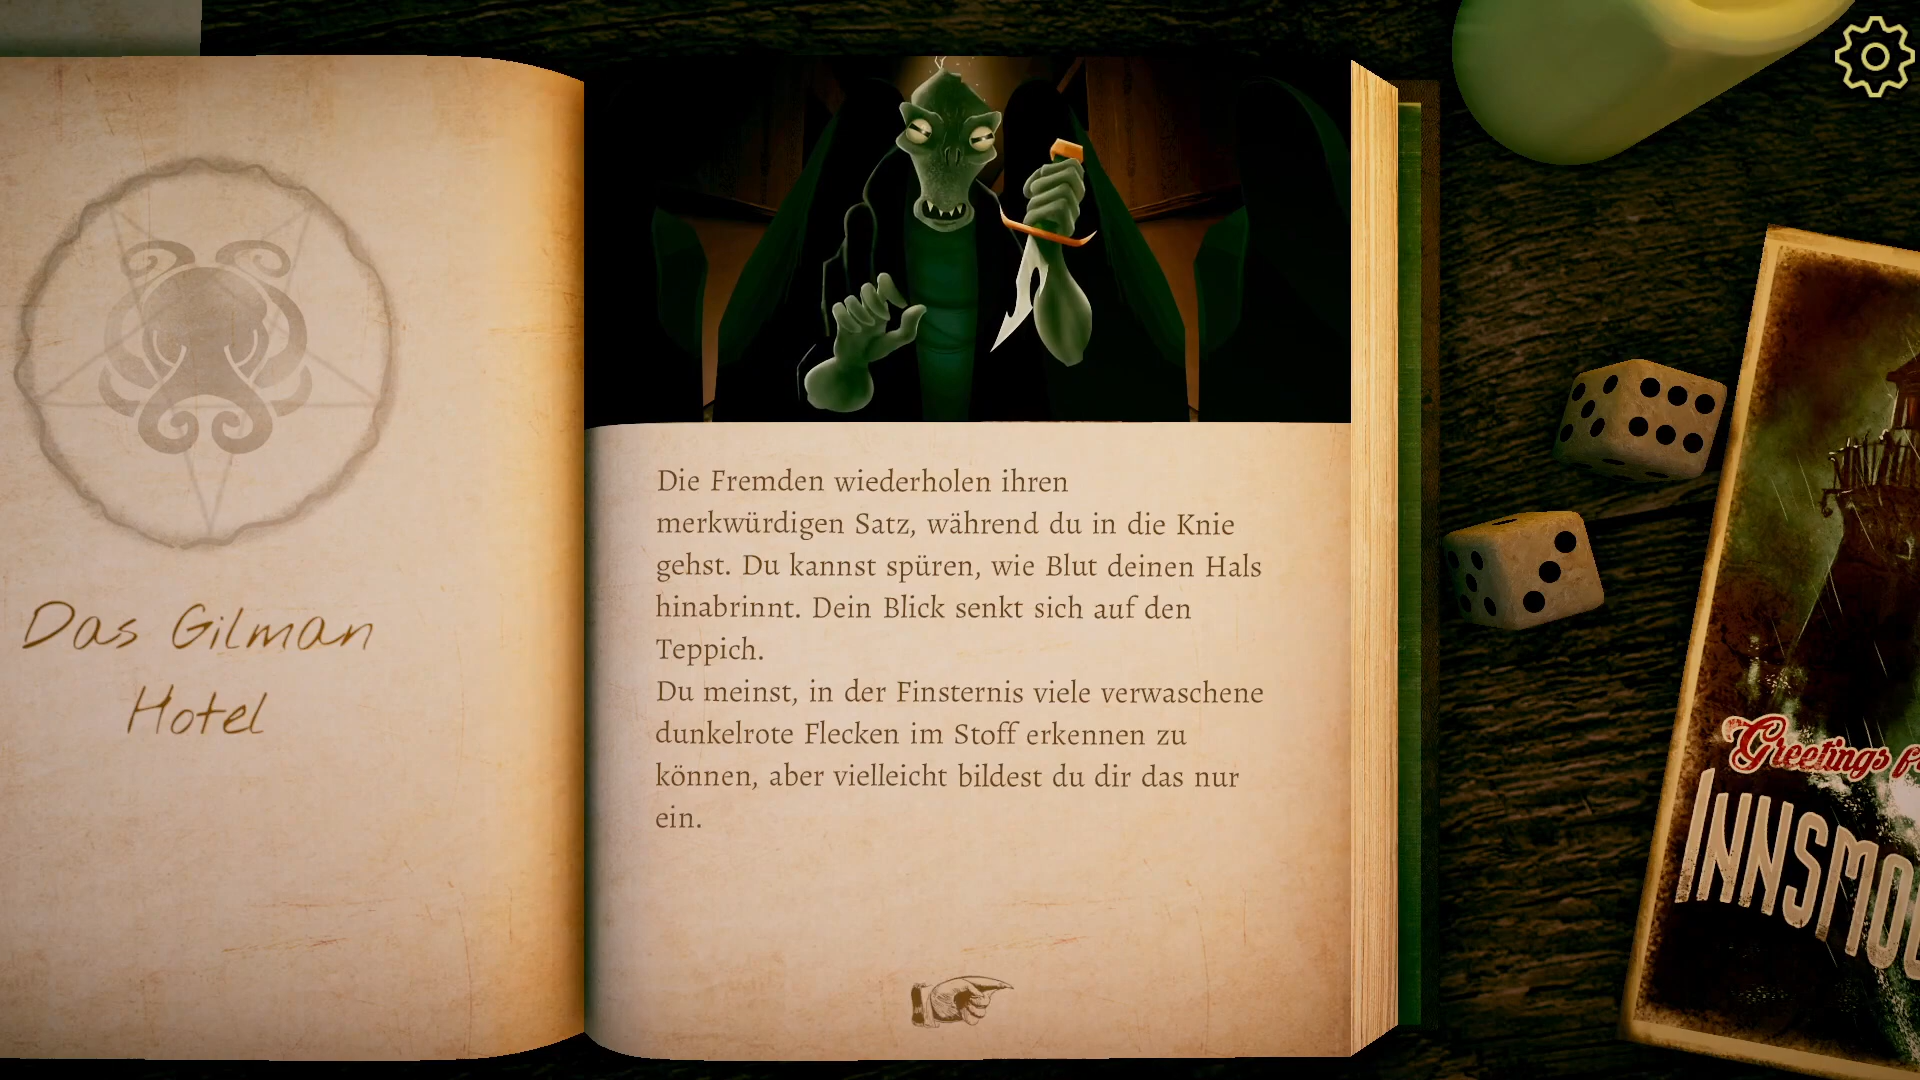 Das Gilman
Hotel
Die Fremden wiederholen ihren
merkwürdigen Satz, während du in die Knie
gehst. Du kannst spüren, wie Blut deinen Hals
hinabrinnt. Dein Blick senkt sich auf den
Teppich.
Du meinst, in der Finsternis viele verwaschene
dunkelrote Flecken im Stoff erkennen zu
können, aber vielleicht bildest du dir das nur
ein.
Greetings